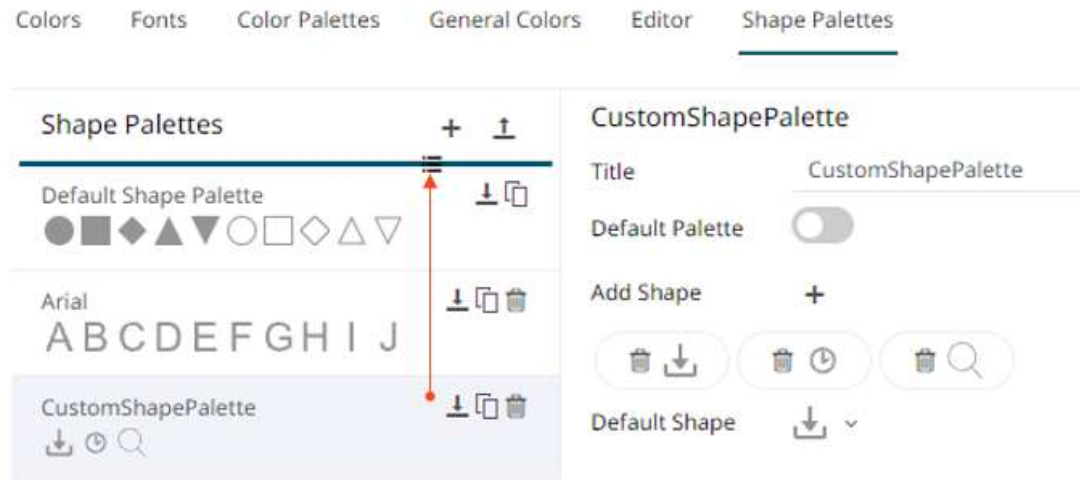 Colors Fonts Color Palettes General Colors Editor Shape Palettes
Shape Palettes
Default Shape Palette
Arial
A B C D E F G H I J
CustomShapePalette
CustomShapePalette
Title CustomShapePalette
Default Palette
Add Shape
Default Shape